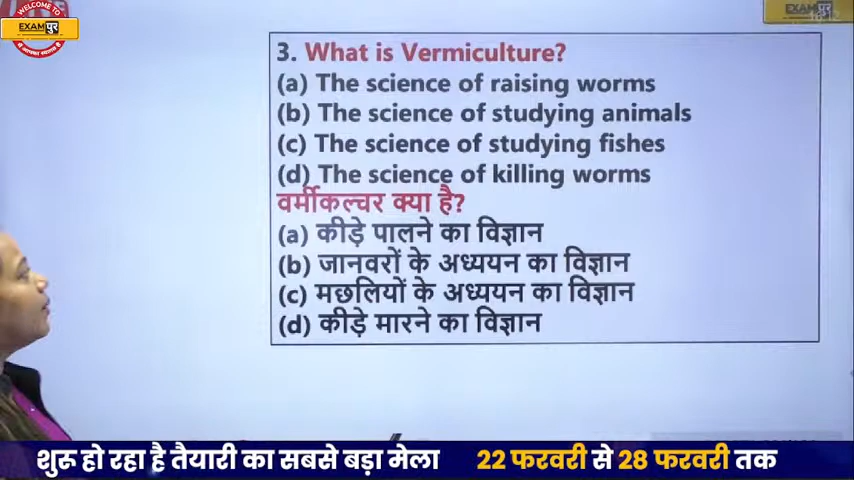 WELCOME TO
EXAMपुर
EXAMपुर
3. What is Vermiculture?
(a) The science of raising worms
(b) The science of studying animals
(c) The science of studying fishes
(d) The science of killing worms
वर्मीकल्चर क्या है?
(a) कीड़े पालने का विज्ञान
(b) जानवरों के अध्ययन का विज्ञान
(c) मछलियों के अध्ययन का विज्ञान
(d) कीड़े मारने का विज्ञान
शुरू हो रहा है तैयारी का सबसे बड़ा मेला 22 फरवरी से 28 फरवरी तक